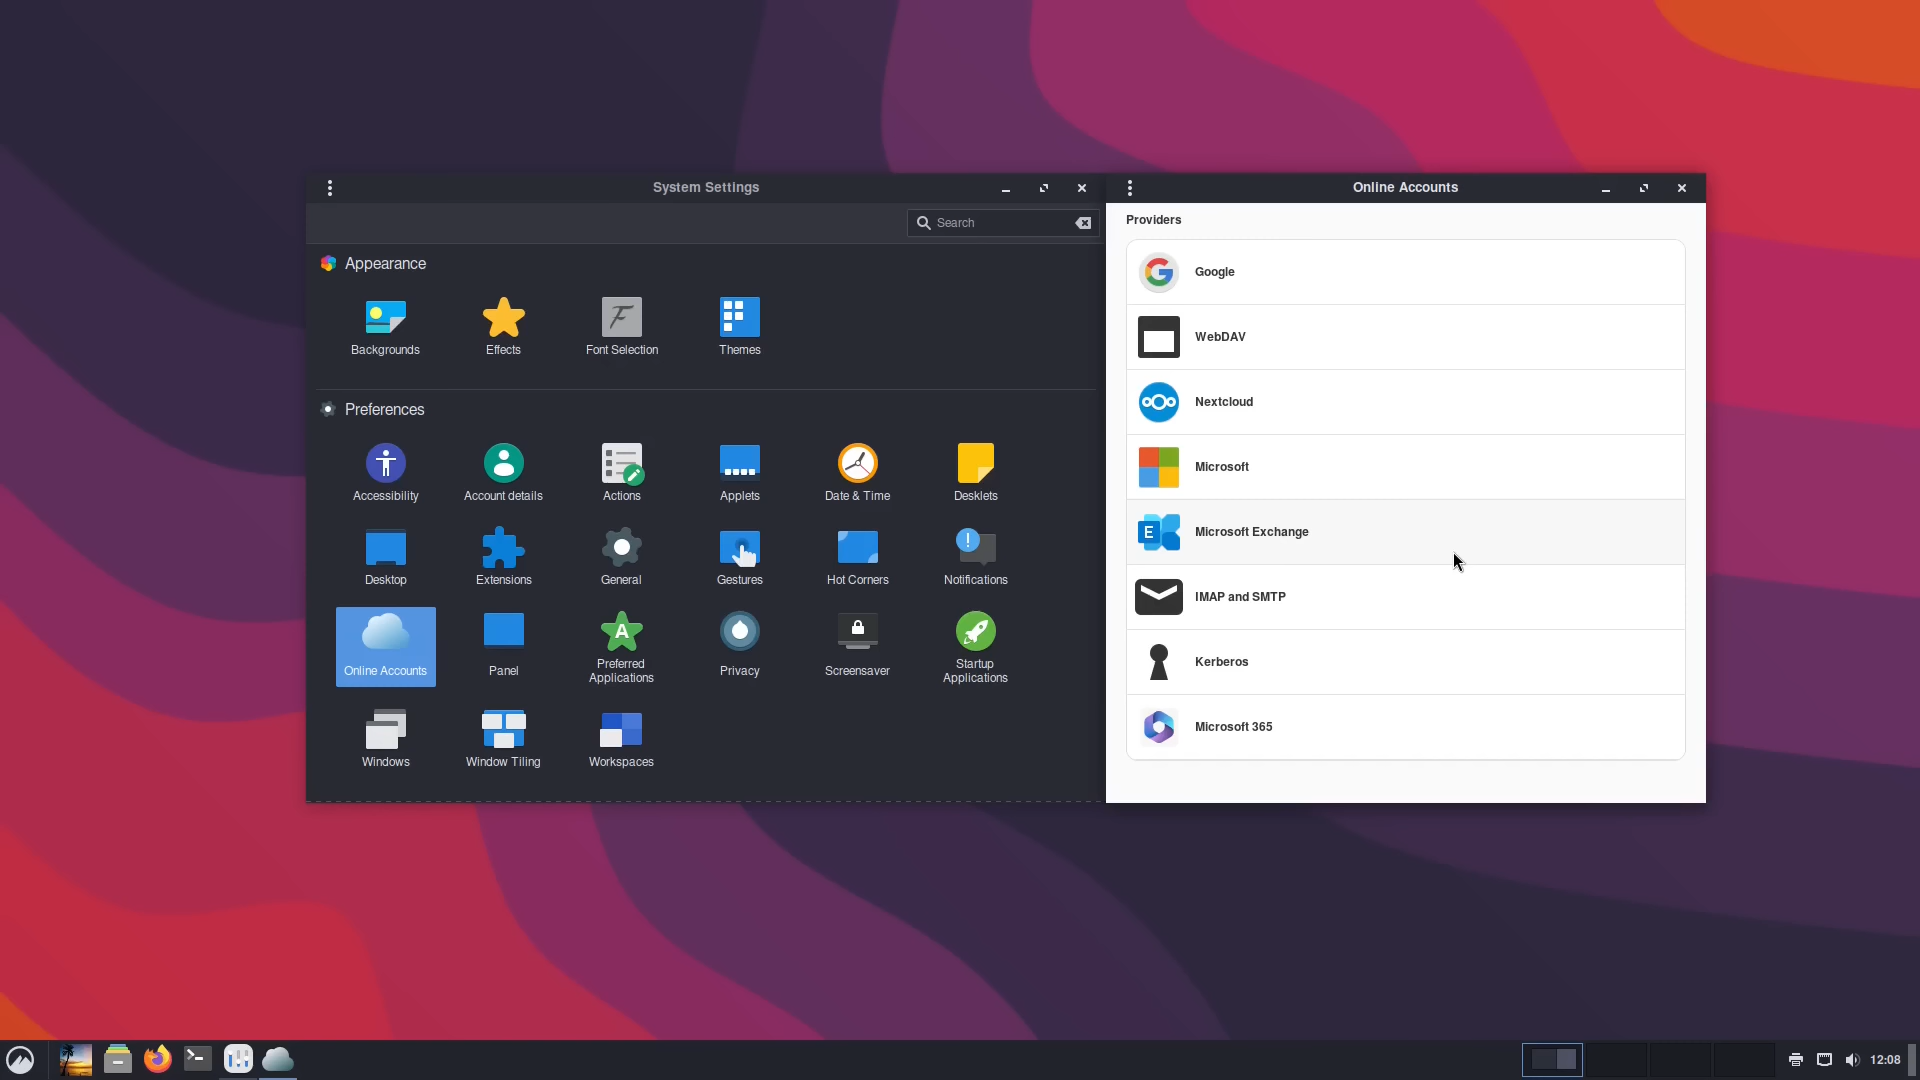 System Settings
Search
Appearance
Backgrounds
Effects
Font Selection
Themes
Preferences
Accessibility
Account details
Actions
Applets
Date & Time
Desklets
Desktop
Extensions
General
Gestures
Hot Corners
Notifications
Online Accounts
Panel
Preferred
Applications
Privacy
Screensaver
Startup
Applications
Windows
Window Tiling
Workspaces
Online Accounts
Providers
Google
WebDAV
Nextcloud
Microsoft
Microsoft Exchange
IMAP and SMTP
Kerberos
Microsoft 365
12:08